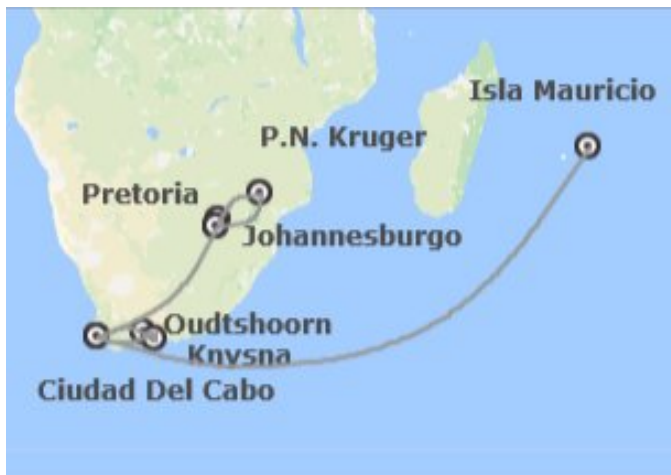 Isla Mauricio
P.N. Kruger
Pretoria
Johannesburgo
Oudtshoorn
Knysna
Ciudad Del Cabo